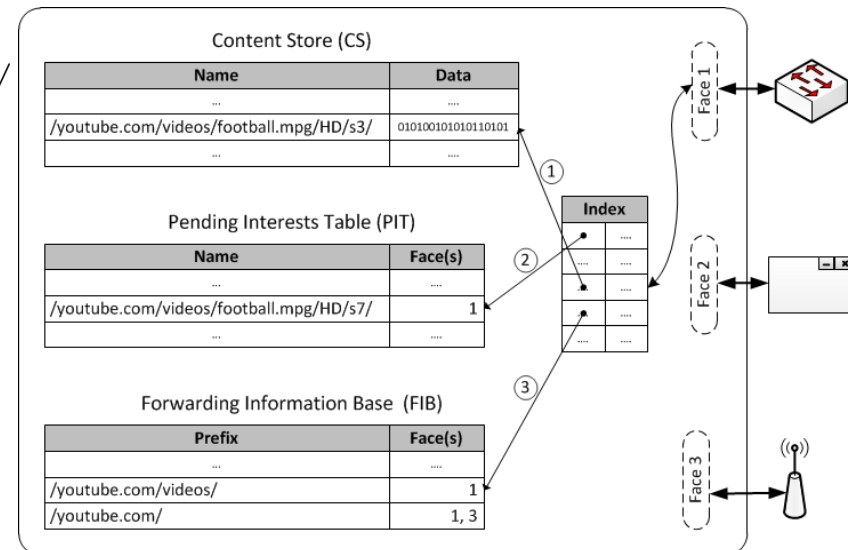 Content Store (CS)
Name Data
... ....
/youtube.com/videos/football.mpg/HD/s3/ 010100101010110101
... ....
1
Pending Interests Table (PIT)
Name Face(s)
... ....
/youtube.com/videos/football.mpg/HD/s7/ 1
... ....
2
Index
....
.... ....
.... ....
.... ....
.... ....
3
Forwarding Information Base (FIB)
Prefix Face(s)
... ....
/youtube.com/videos/ 1
/youtube.com/ 1, 3
Face 1
Face 2
Face 3